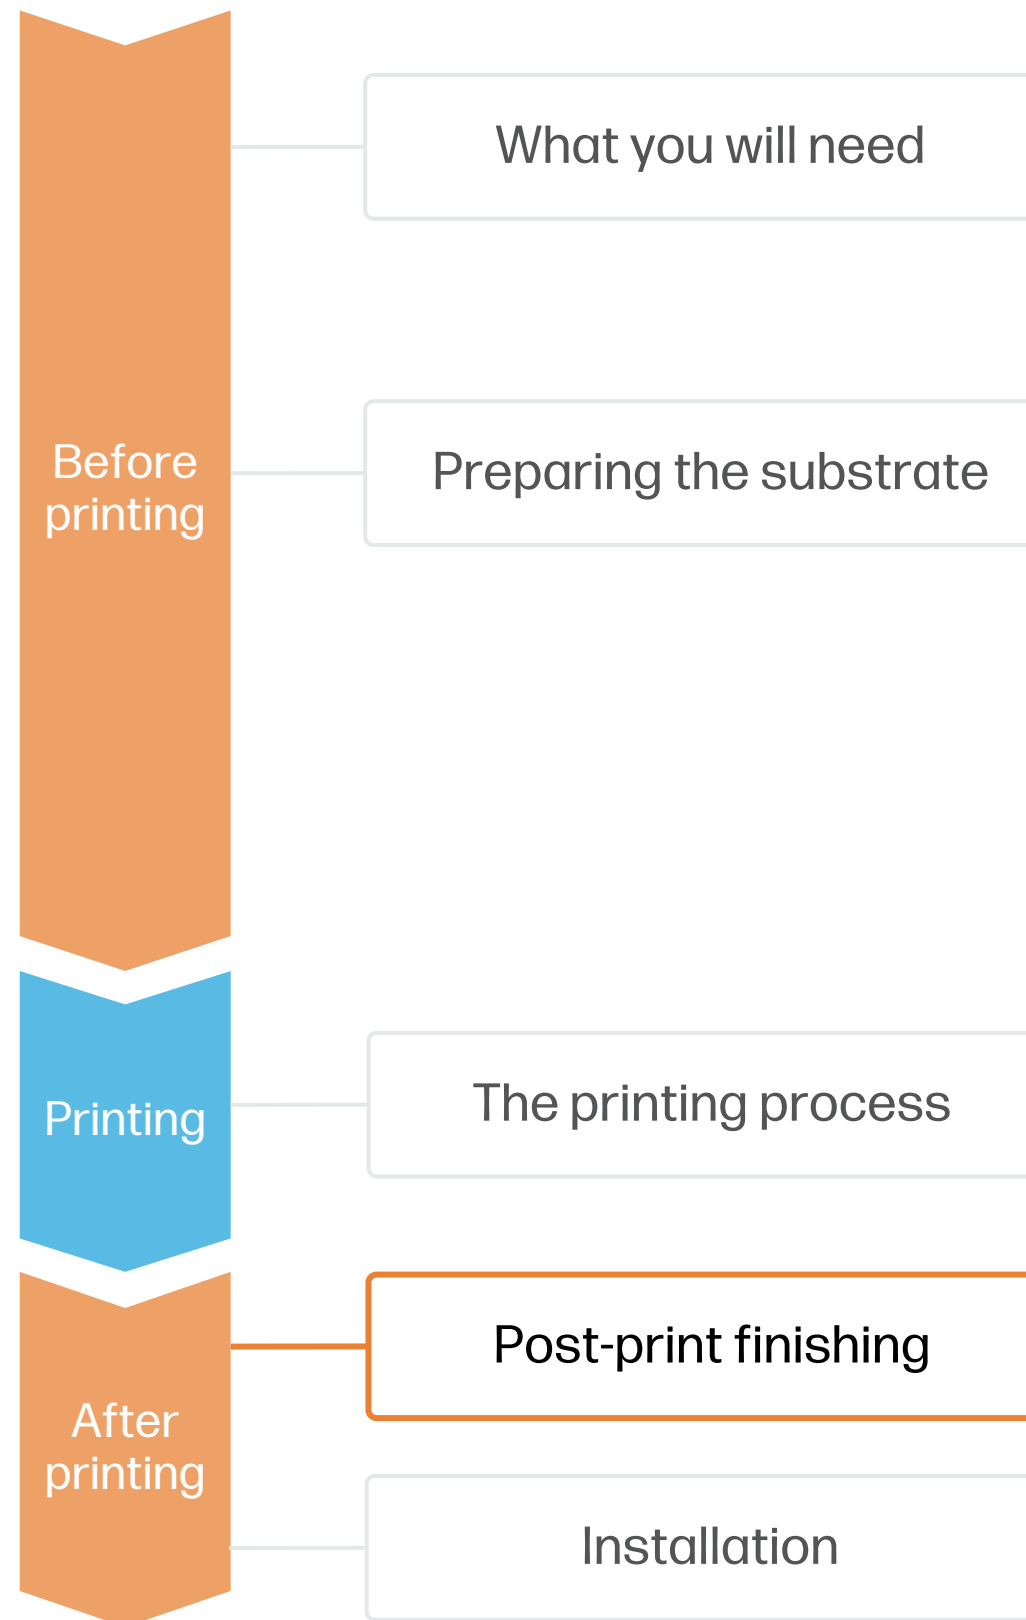 What you will need
Before
printing
Preparing the substrate
Printing
The printing process
After
printing
Post-print finishing
Installation